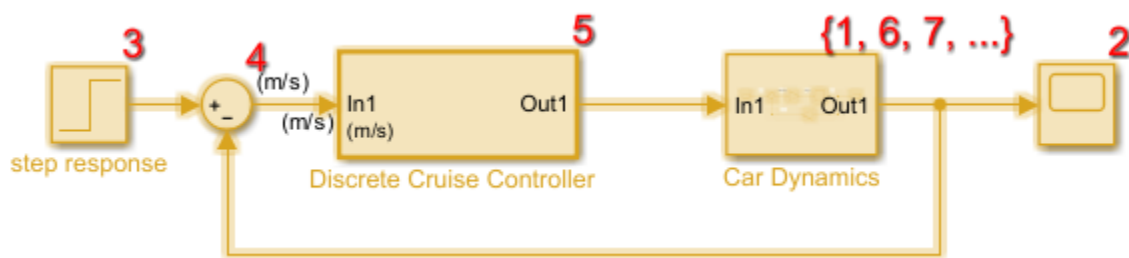 3
4
5
{1, 6, 7, ...}
2
(m/s)
+
−
(m/s)
In1
(m/s)
Out1
In1
Out1
step response
Discrete Cruise Controller
Car Dynamics